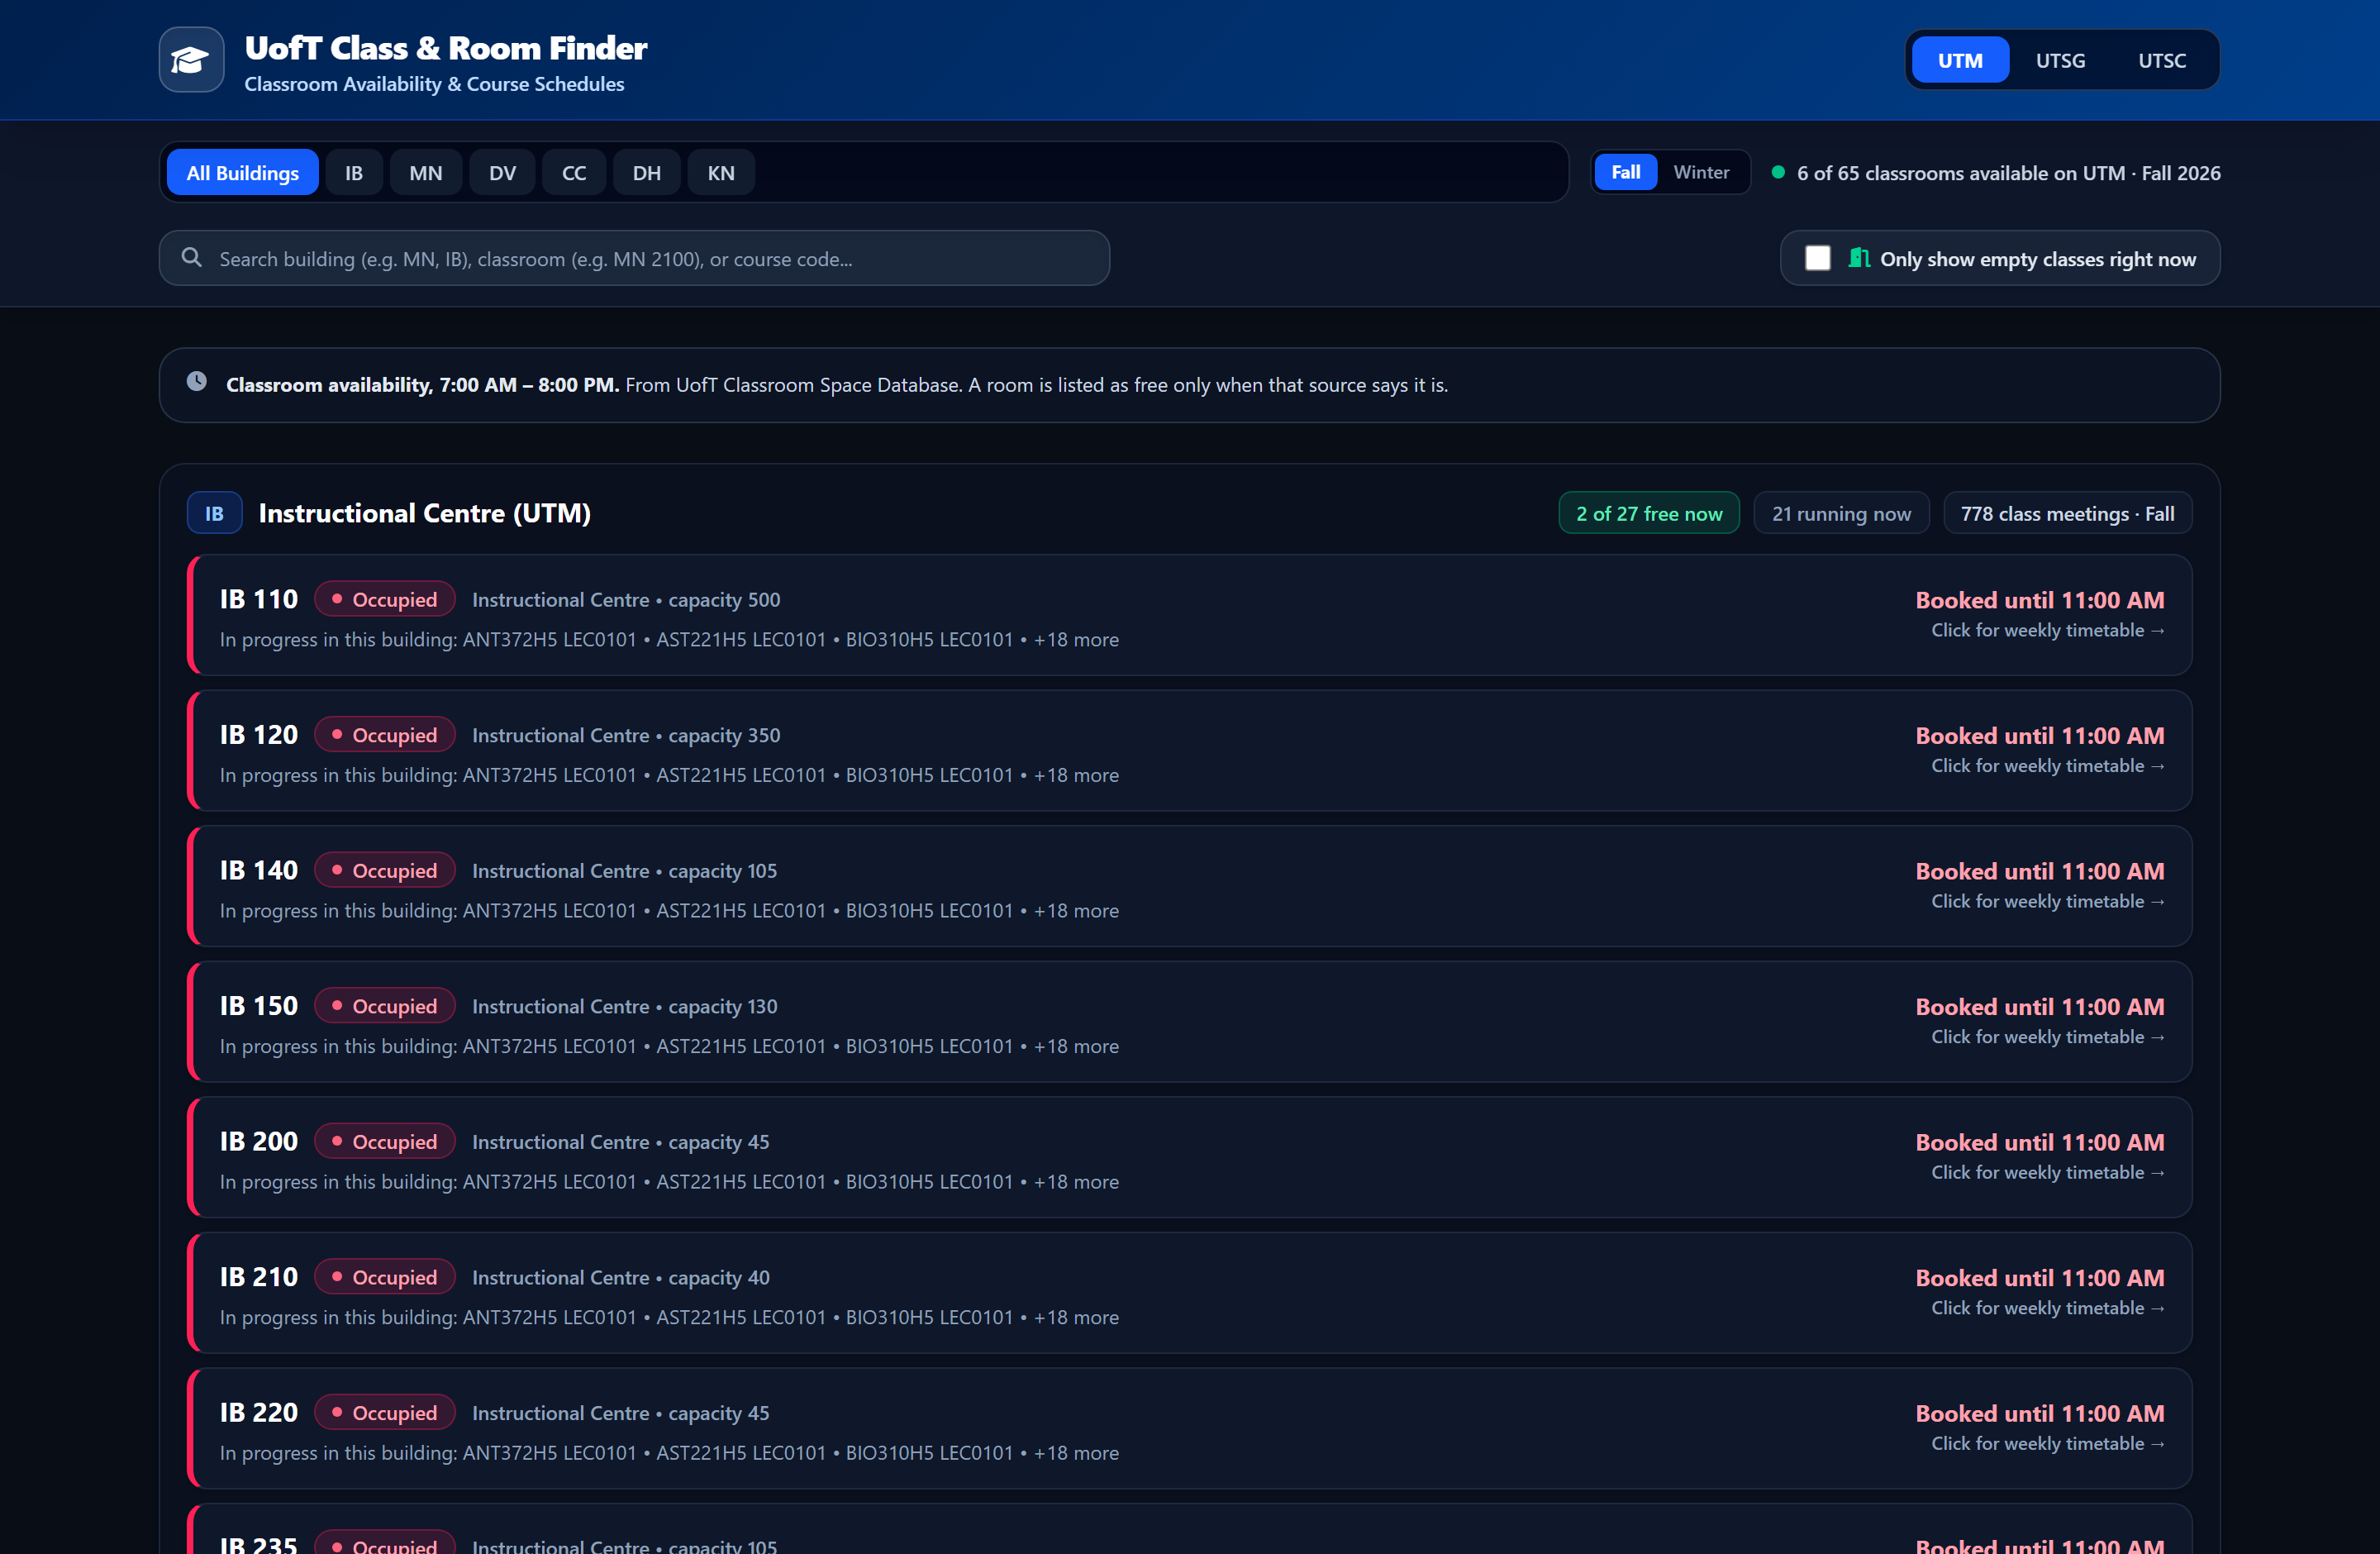 UofT Class & Room Finder
Classroom Availability & Course Schedules
UTM UTSG UTSC
All Buildings IB MN DV CC DH KN
Fall Winter
6 of 65 classrooms available on UTM · Fall 2026
Search building (e.g. MN, IB), classroom (e.g. MN 2100), or course code...
Only show empty classes right now
Classroom availability, 7:00 AM – 8:00 PM. From UofT Classroom Space Database. A room is listed as free only when that source says it is.
IB Instructional Centre (UTM)
2 of 27 free now 21 running now 778 class meetings · Fall
IB 110 Occupied Instructional Centre • capacity 500
Booked until 11:00 AM
In progress in this building: ANT372H5 LEC0101 • AST221H5 LEC0101 • BIO310H5 LEC0101 • +18 more
Click for weekly timetable →
IB 120 Occupied Instructional Centre • capacity 350
Booked until 11:00 AM
In progress in this building: ANT372H5 LEC0101 • AST221H5 LEC0101 • BIO310H5 LEC0101 • +18 more
Click for weekly timetable →
IB 140 Occupied Instructional Centre • capacity 105
Booked until 11:00 AM
In progress in this building: ANT372H5 LEC0101 • AST221H5 LEC0101 • BIO310H5 LEC0101 • +18 more
Click for weekly timetable →
IB 150 Occupied Instructional Centre • capacity 130
Booked until 11:00 AM
In progress in this building: ANT372H5 LEC0101 • AST221H5 LEC0101 • BIO310H5 LEC0101 • +18 more
Click for weekly timetable →
IB 200 Occupied Instructional Centre • capacity 45
Booked until 11:00 AM
In progress in this building: ANT372H5 LEC0101 • AST221H5 LEC0101 • BIO310H5 LEC0101 • +18 more
Click for weekly timetable →
IB 210 Occupied Instructional Centre • capacity 40
Booked until 11:00 AM
In progress in this building: ANT372H5 LEC0101 • AST221H5 LEC0101 • BIO310H5 LEC0101 • +18 more
Click for weekly timetable →
IB 220 Occupied Instructional Centre • capacity 45
Booked until 11:00 AM
In progress in this building: ANT372H5 LEC0101 • AST221H5 LEC0101 • BIO310H5 LEC0101 • +18 more
Click for weekly timetable →
IB 235 Occupied Instructional Centre • capacity 105
Booked until 11:00 AM